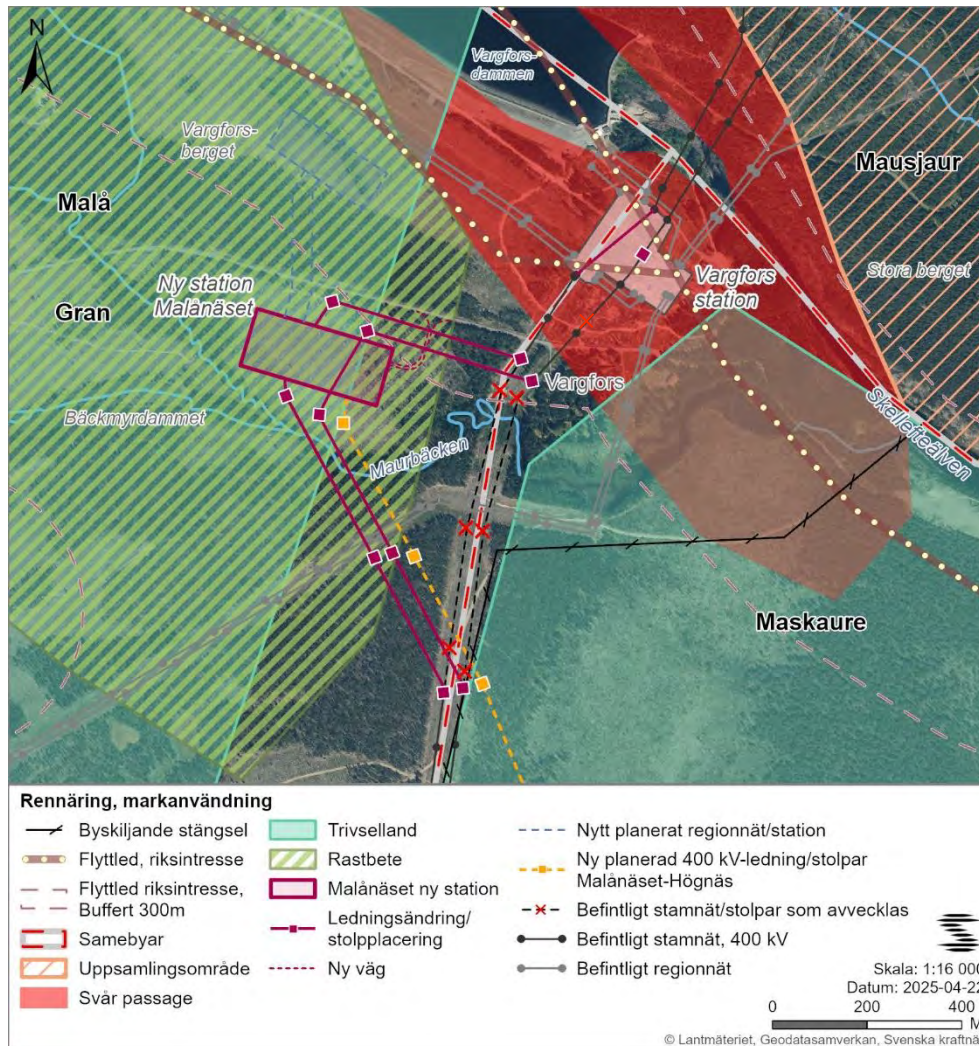 N
Vargfors-
dammen
Vargfors-
berget
Mausjaur
Malå
Stora berget
Ny station
Malånäset
Vargfors
station
Gran
Vargfors
Bäckmyrdammet
Maurbäcken
Skellefteälven
Maskaure
Rennäring, markanvändning
Byskiljande stängsel
Flyttled, riksintresse
Flyttled riksintresse,
Buffert 300m
Samebyar
Uppsamlingsområde
Svår passage
Trivselland
Rastbete
Malånäset ny station
Ledningsändring/
stolpplacering
Ny väg
Nytt planerat regionnät/station
Ny planerad 400 kV-ledning/stolpar
Malånäset-Högnäs
Befintligt stamnät/stolpar som avvecklas
Befintligt stamnät, 400 kV
Befintligt regionnät
Skala: 1:16 000
Datum: 2025-04-22
0 200 400 M
© Lantmäteriet, Geodatasamverkan, Svenska kraftnä